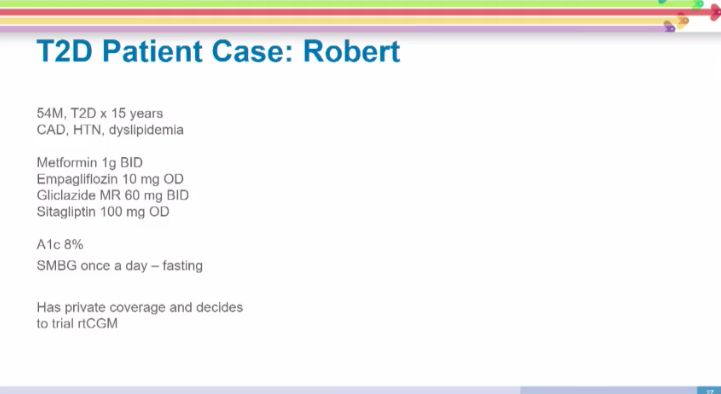 T2D Patient Case: Robert
54M, T2D x 15 years
CAD, HTN, dyslipidemia
Metformin 1g BID
Empagliflozin 10 mg OD
Gliclazide MR 60 mg BID
Sitagliptin 100 mg OD
A1c 8%
SMBG once a day – fasting
Has private coverage and decides
to trial rtCGM